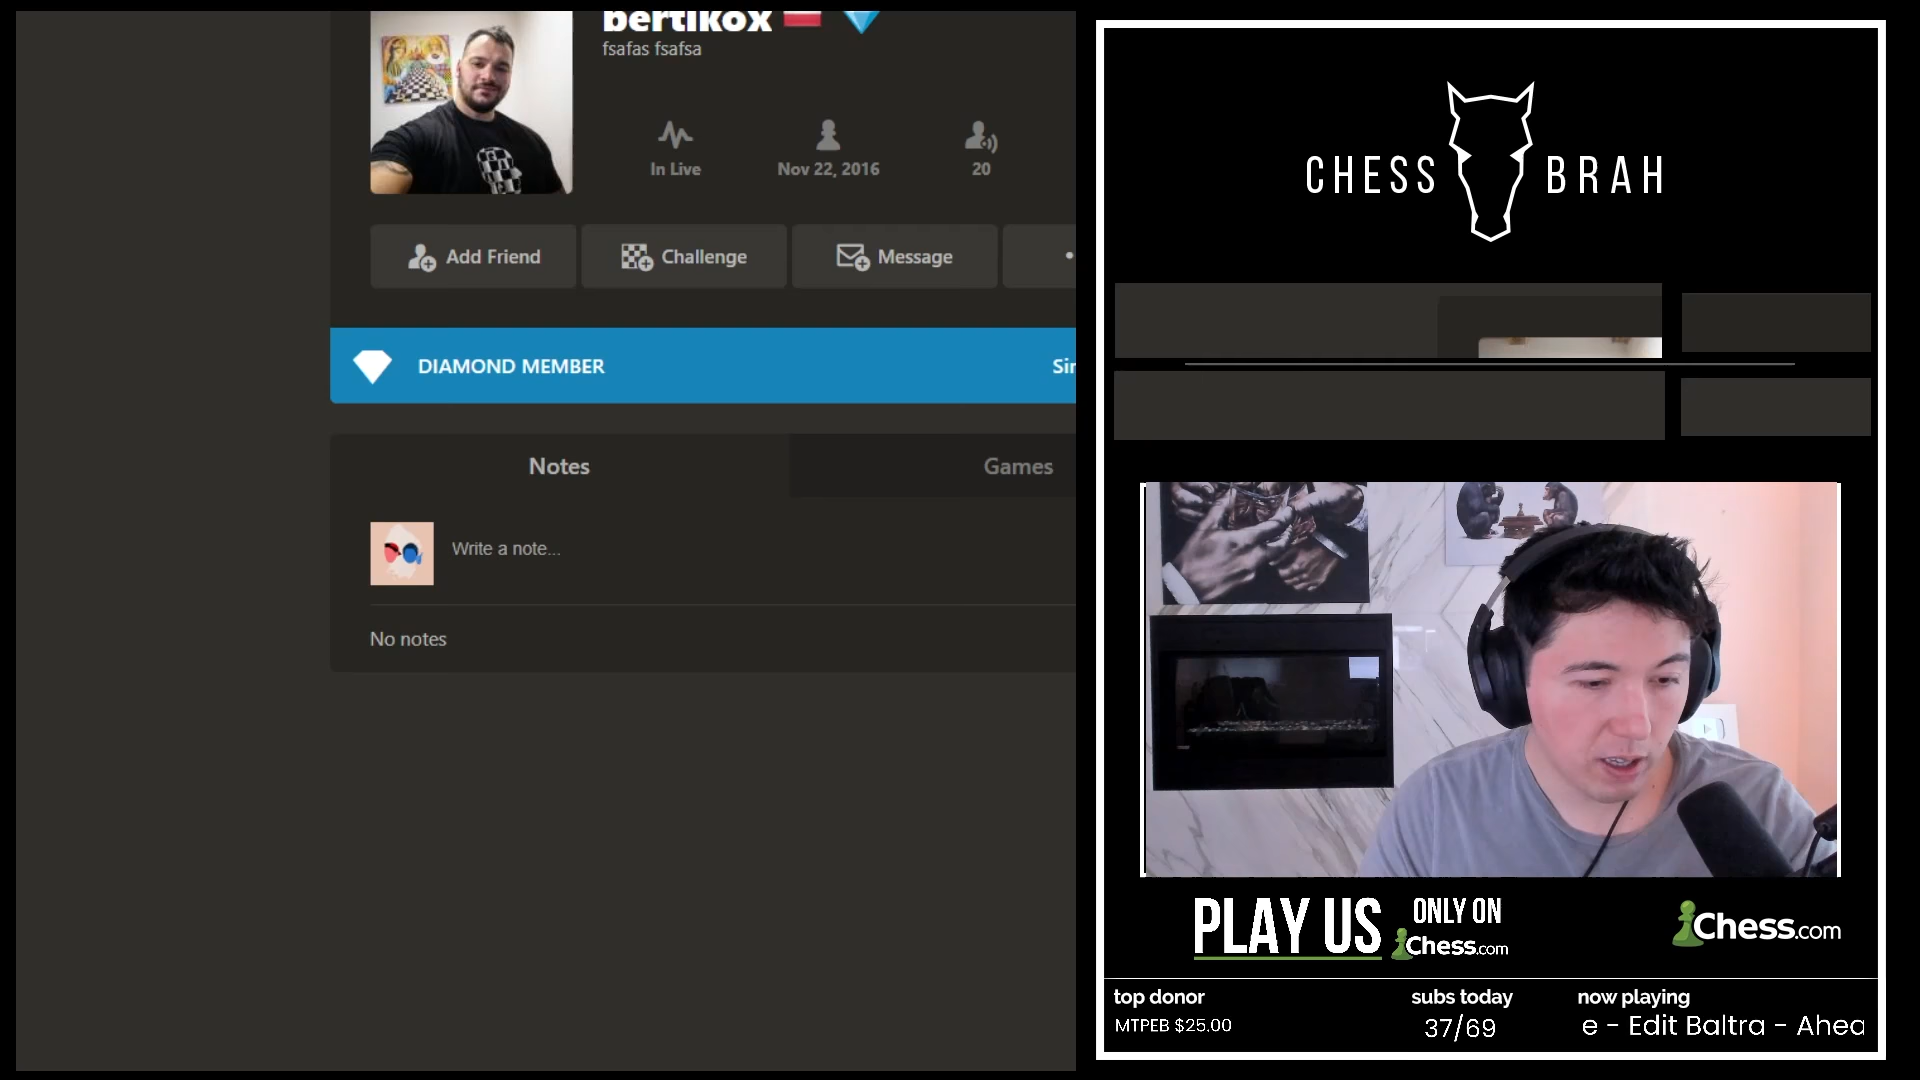 bertikox
fsafas fsafsa
In Live
Nov 22, 2016
20
Add Friend
Challenge
Message
DIAMOND MEMBER
Sir
Notes
Games
Write a note...
No notes
CHESS BRAH
PLAY US
ONLY ON
Chess.com
Chess.com
top donor
MTPEB $25.00
subs today
37/69
now playing
e - Edit Baltra - Ahea